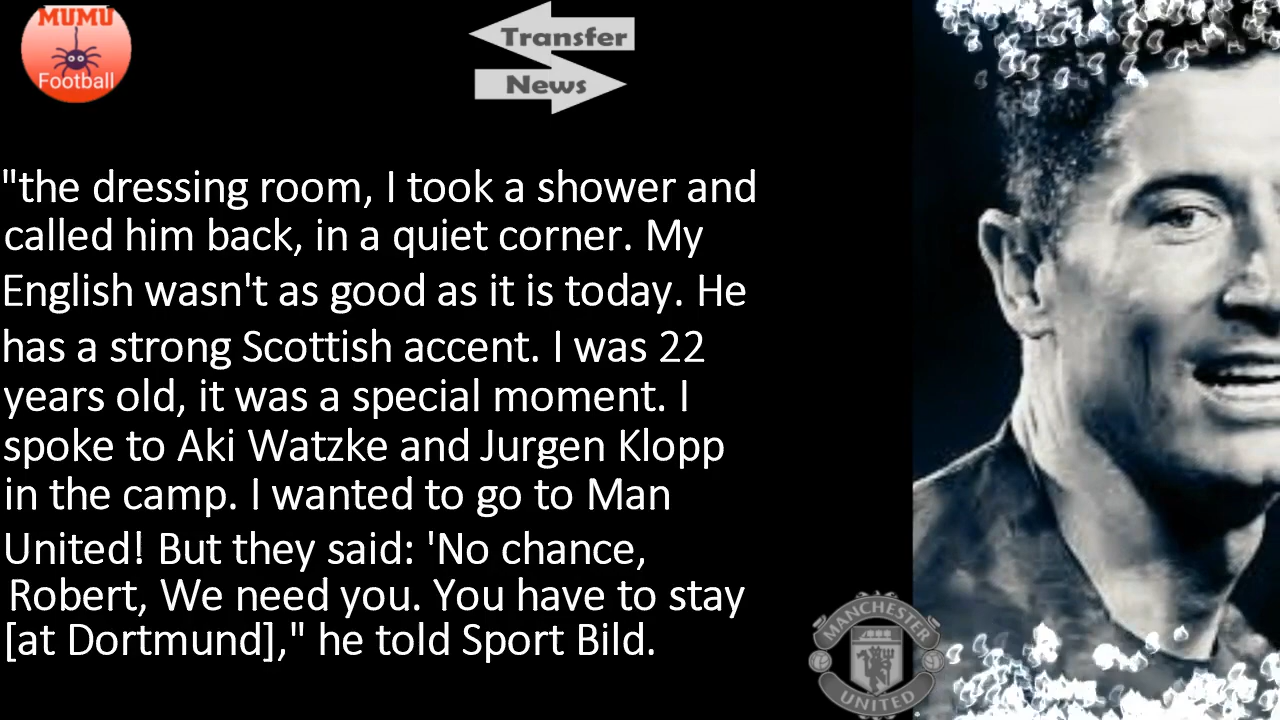 MUMU
Football
Transfer
News
"the dressing room, I took a shower and
called him back, in a quiet corner. My
English wasn't as good as it is today. He
has a strong Scottish accent. I was 22
years old, it was a special moment. I
spoke to Aki Watzke and Jurgen Klopp
in the camp. I wanted to go to Man
United! But they said: 'No chance,
Robert, We need you. You have to stay
[at Dortmund]," he told Sport Bild.
MANCHESTER
UNITED